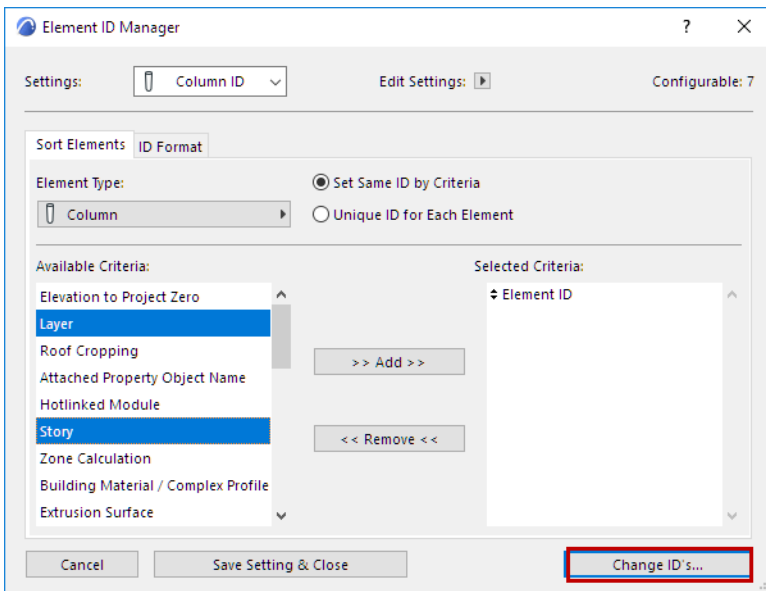 Element ID Manager
?
Settings: Column ID Edit Settings: Configurable: 7
Sort Elements ID Format
Element Type: Set Same ID by Criteria
Column Unique ID for Each Element
Available Criteria: Selected Criteria:
Elevation to Project Zero Element ID
Layer
Roof Cropping
>> Add >>
Attached Property Object Name
Hotlinked Module
Story
<< Remove <<
Zone Calculation
Building Material / Complex Profile
Extrusion Surface
Cancel Save Setting & Close Change ID's...